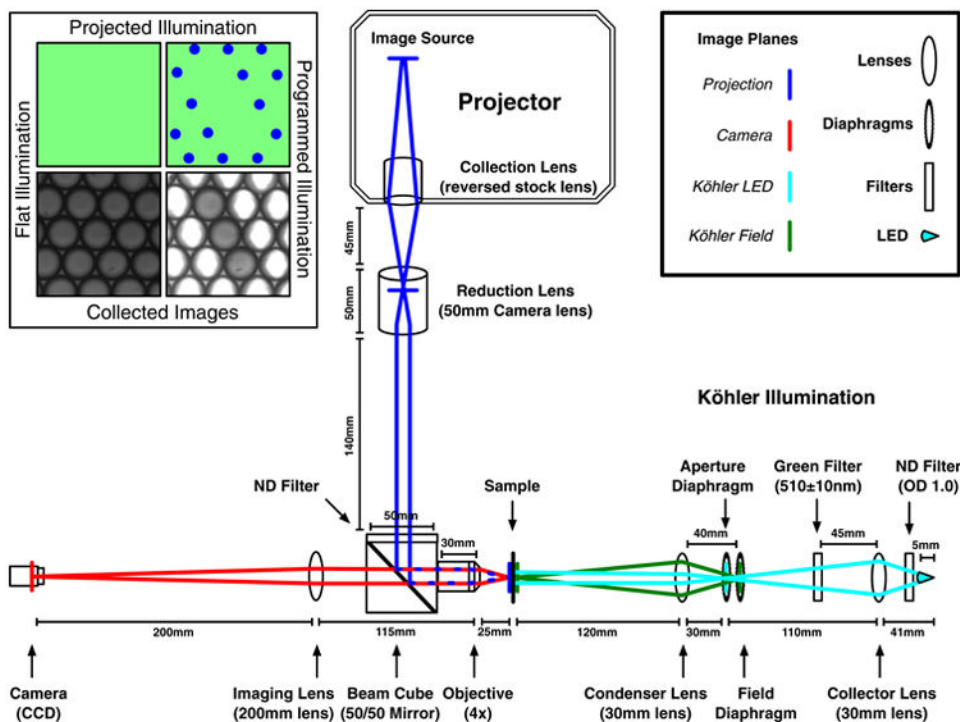 Projected Illumination
Flat Illumination
Programmed Illumination
Collected Images
Image Source
Projector
Collection Lens
(reversed stock lens)
45mm
50mm
Reduction Lens
(50mm Camera lens)
140mm
Image Planes
Projection
Camera
Köhler LED
Köhler Field
Lenses
Diaphragms
Filters
LED
Köhler Illumination
ND Filter
Sample
Aperture
Diaphragm
Green Filter
(510±10nm)
ND Filter
(OD 1.0)
50mm
30mm
40mm
45mm
5mm
200mm
115mm
25mm
120mm
30mm
110mm
41mm
Camera
(CCD)
Imaging Lens
(200mm lens)
Beam Cube
(50/50 Mirror)
Objective
(4x)
Condenser Lens
(30mm lens)
Field
Diaphragm
Collector Lens
(30mm lens)